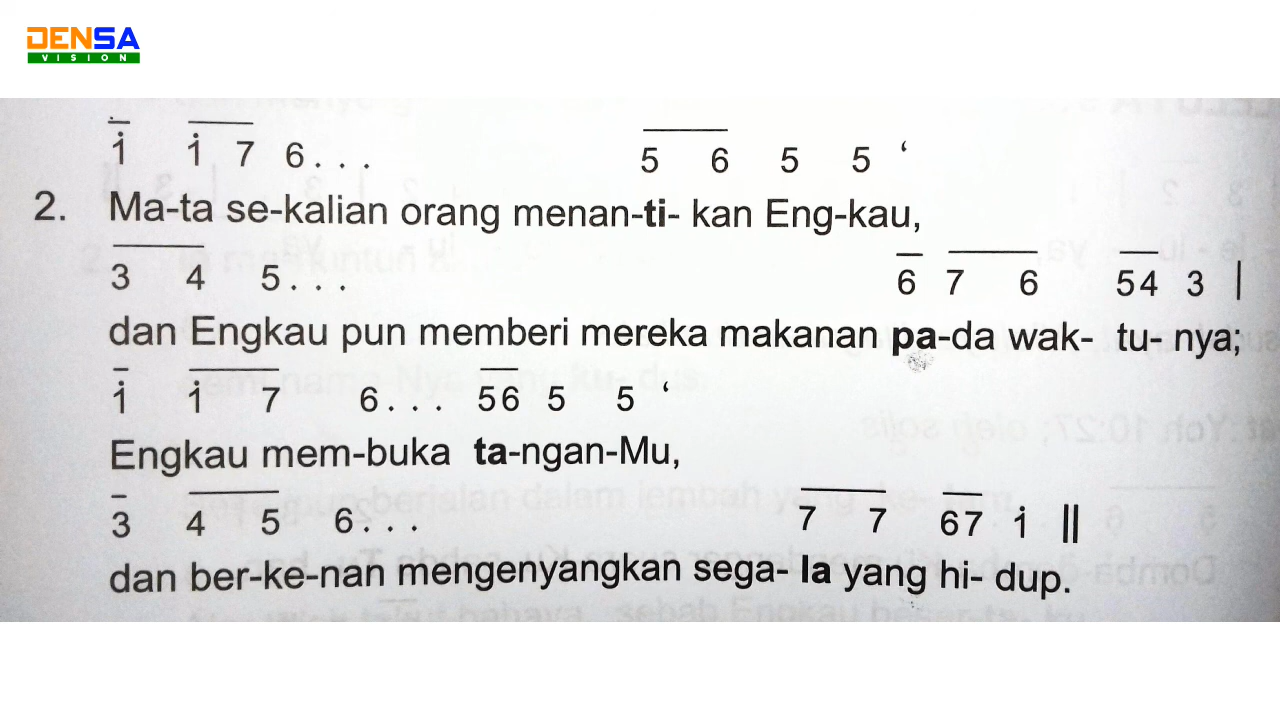 DENSA
VISION
1̇ 1̇ 7 6 . . . 5 6 5 5 ‘
2. Ma-ta se-kalian orang menan-ti- kan Eng-kau,
3 4 5 . . . 6 7 6 54 3 |
dan Engkau pun memberi mereka makanan pa-da wak- tu- nya;
1̇ 1̇ 7 6 . . . 56 5 5 ‘
Engkau mem-buka ta-ngan-Mu,
3 4 5 6 . . . 7 7 67 1̇ ||
dan ber-ke-nan mengenyangkan sega- la yang hi- dup.